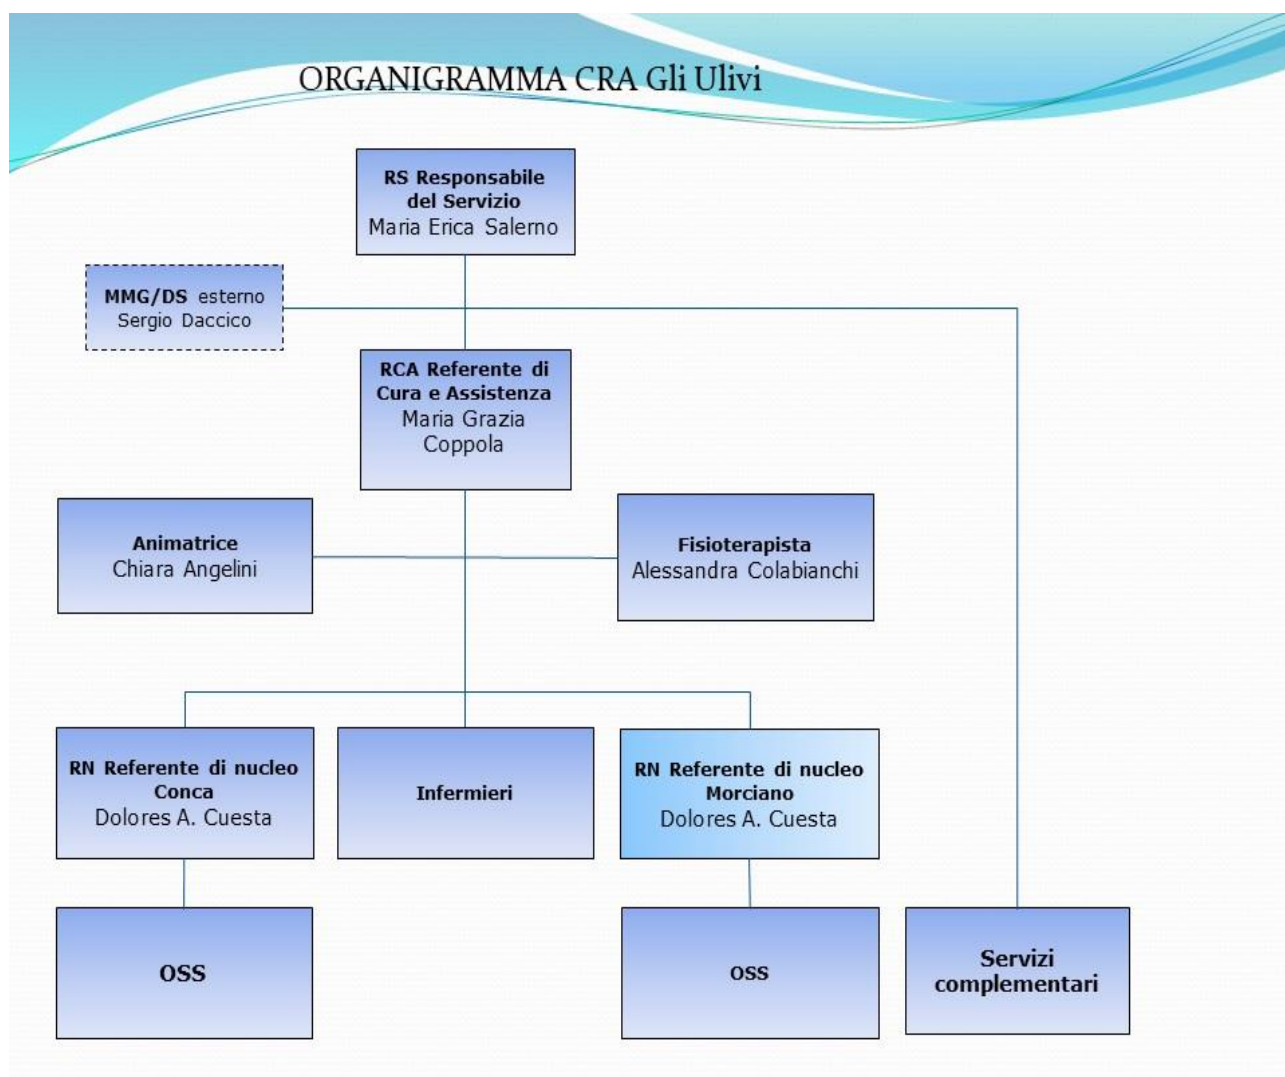 ORGANIGRAMMA CRA Gli Ulivi
RS Responsabile
del Servizio
Maria Erica Salerno
MMG/DS esterno
Sergio Daccico
RCA Referente di
Cura e Assistenza
Maria Grazia
Coppola
Animatrice
Chiara Angelini
Fisioterapista
Alessandra Colabianchi
RN Referente di nucleo
Conca
Dolores A. Cuesta
Infermieri
RN Referente di nucleo
Morciano
Dolores A. Cuesta
OSS
OSS
Servizi
complementari